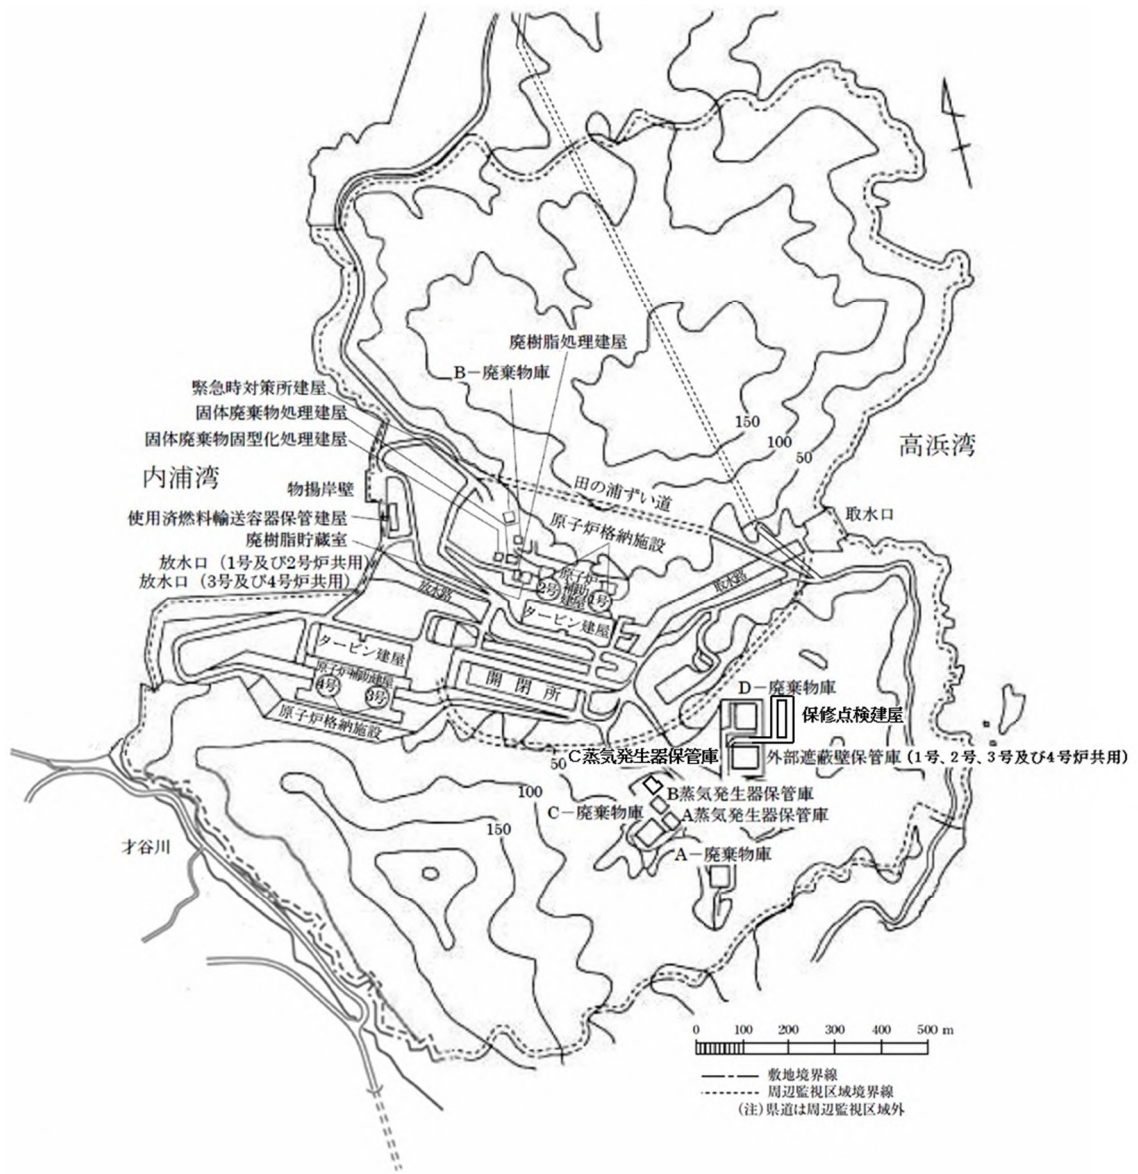 廃樹脂処理建屋
B－廃棄物庫
緊急時対策所建屋
固体廃棄物処理建屋
固体廃棄物固型化処理建屋
150
100
50
高浜湾
内浦湾
物揚岸壁
田の浦ずい道
取水口
使用済燃料輸送容器保管建屋
原子炉格納施設
廃樹脂貯蔵室
放水口（1号及び2号炉共用）
放水口（3号及び4号炉共用）
放水路
取水路
原子炉
補助
建屋
2号
1号
タービン建屋
タービン建屋
原子炉補助建屋
4号
3号
開閉所
原子炉格納施設
D－廃棄物庫
保修点検建屋
C蒸気発生器保管庫
外部遮蔽壁保管庫（1号、2号、3号及び4号炉共用）
50
100
150
B蒸気発生器保管庫
C－廃棄物庫
A蒸気発生器保管庫
A－廃棄物庫
才谷川
0 100 200 300 400 500 m
敷地境界線
周辺監視区域境界線
（注）県道は周辺監視区域外